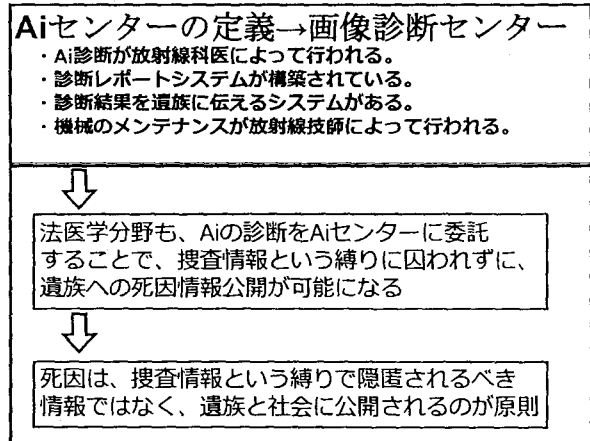 Aiセンターの定義→画像診断センター
・Ai診断が放射線科医によって行われる。
・診断レポートシステムが構築されている。
・診断結果を遺族に伝えるシステムがある。
・機械のメンテナンスが放射線技師によって行われる。
法医学分野も、Aiの診断をAiセンターに委託
することで、捜査情報という縛りに囚われずに、
遺族への死因情報公開が可能になる
死因は、捜査情報という縛りで隠匿されるべき
情報ではなく、遺族と社会に公開されるのが原則